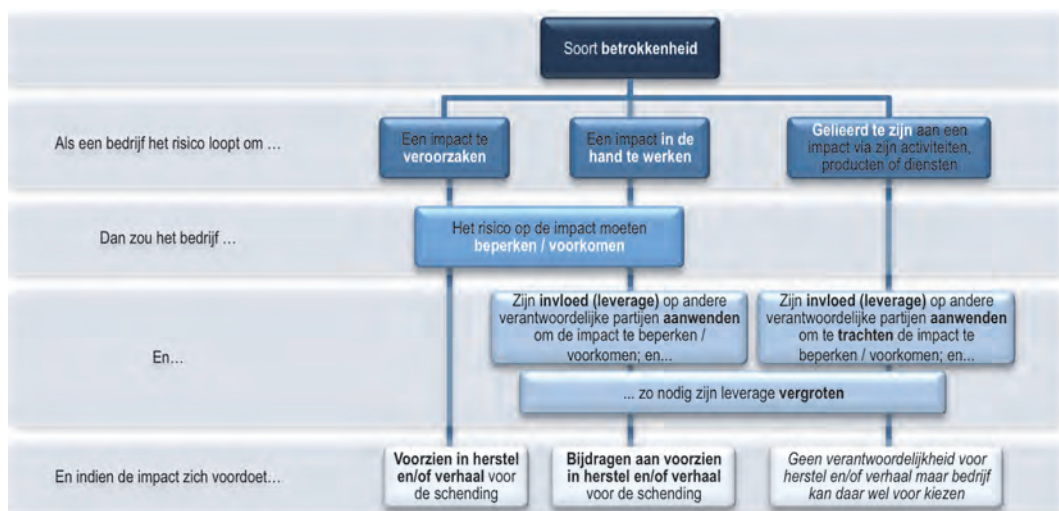 Soort betrokkenheid
Als een bedrijf het risico loopt om …
Een impact te
veroorzaken
Een impact in de
hand te werken
Gelieerd te zijn aan een
impact via zijn activiteiten,
producten of diensten
Dan zou het bedrijf …
Het risico op de impact moeten
beperken / voorkomen
En…
Zijn invloed (leverage) op andere
verantwoordelijke partijen aanwenden
om de impact te beperken /
voorkomen; en...
Zijn invloed (leverage) op andere
verantwoordelijke partijen aanwenden
om te trachten de impact te
beperken / voorkomen; en...
... zo nodig zijn leverage vergroten
En indien de impact zich voordoet…
Voorzien in herstel
en/of verhaal voor
de schending
Bijdragen aan voorzien
in herstel en/of verhaal
voor de schending
Geen verantwoordelijkheid voor
herstel en/of verhaal maar bedrijf
kan daar wel voor kiezen